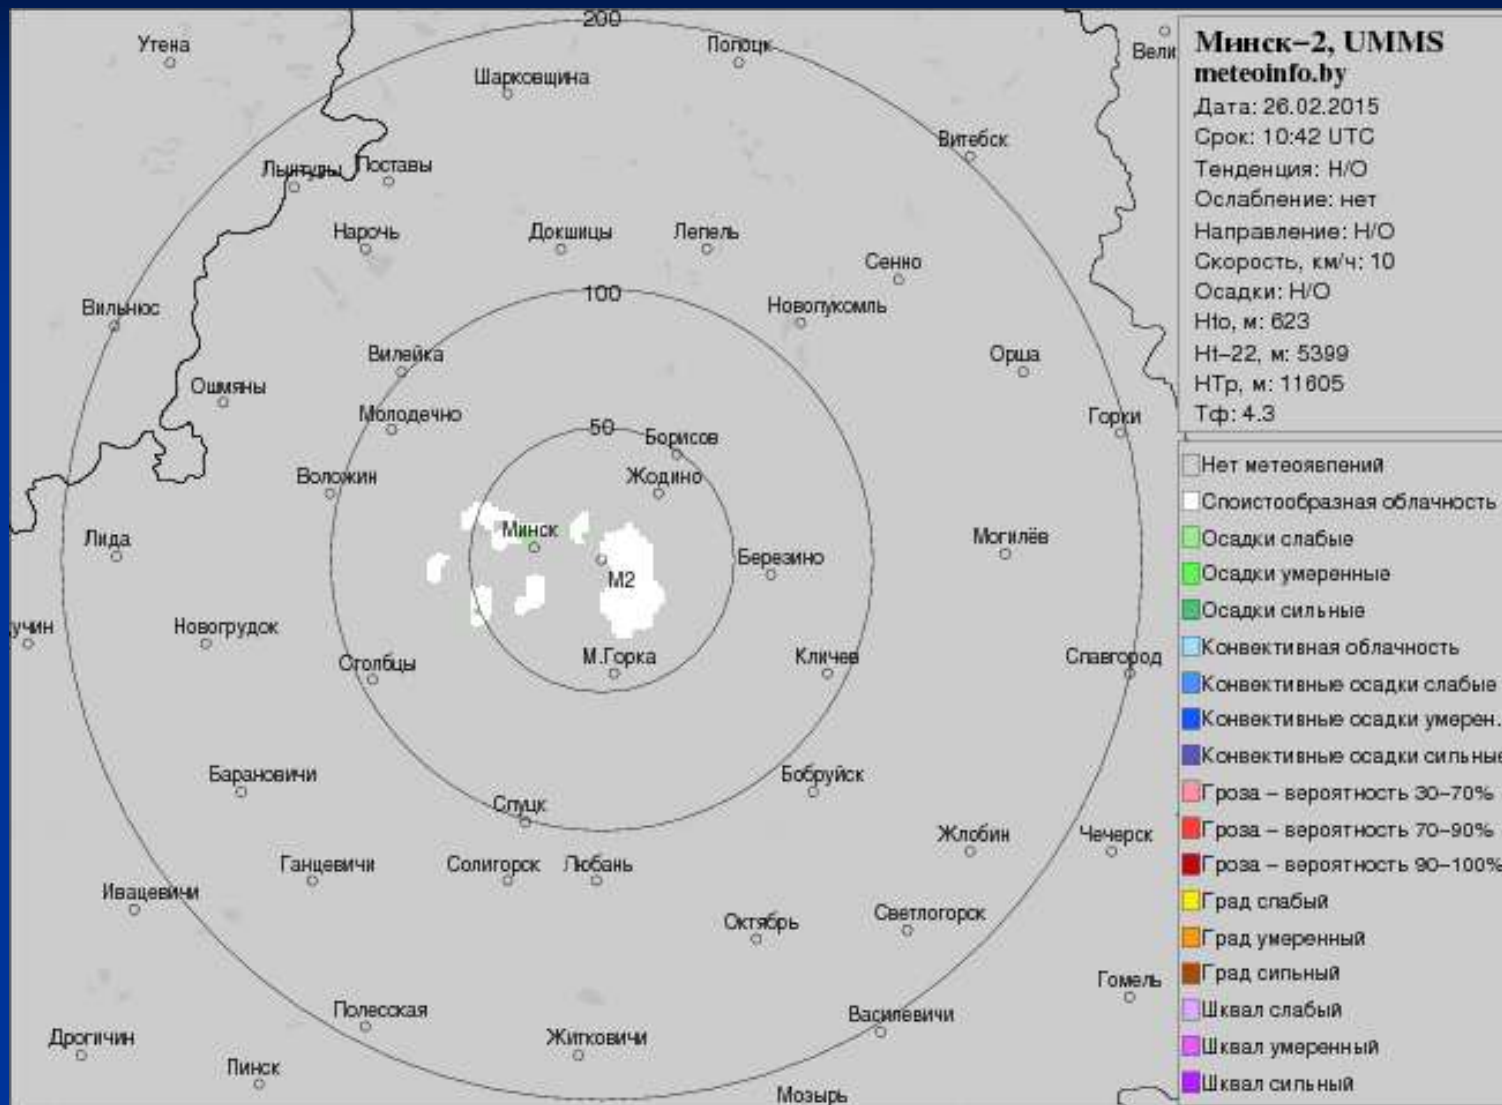 200
Утена
Полоцк
Вели
Шарковщина
Витебск
Лынтупы
Поставы
Нарочь
Докшицы
Лепель
Сенно
100
Вильнюс
Новолукомль
Вилейка
Орша
Ошмяны
Молодечно
Горки
50
Борисов
Воложин
Жодино
Минск
Лида
Могилёв
Березино
М2
учин
Новогрудок
Столбцы
М.Горка
Кличев
Славгород
Барановичи
Бобруйск
Слуцк
Жлобин
Чечерск
Ганцевичи
Солигорск
Любань
Ивацевичи
Октябрь
Светлогорск
Гомель
Полесская
Василевичи
Дрогичин
Житковичи
Пинск
Мозырь
Минск–2, UMMS
meteoinfo.by
Дата: 26.02.2015
Срок: 10:42 UTC
Тенденция: Н/О
Ослабление: нет
Направление: Н/О
Скорость, км/ч: 10
Осадки: Н/О
Hto, м: 623
Ht–22, м: 5399
HTp, м: 11605
Тф: 4.3
Нет метеоявлений
Слоистообразная облачность
Осадки слабые
Осадки умеренные
Осадки сильные
Конвективная облачность
Конвективные осадки слабые
Конвективные осадки умерен.
Конвективные осадки сильные
Гроза – вероятность 30–70%
Гроза – вероятность 70–90%
Гроза – вероятность 90–100%
Град слабый
Град умеренный
Град сильный
Шквал слабый
Шквал умеренный
Шквал сильный